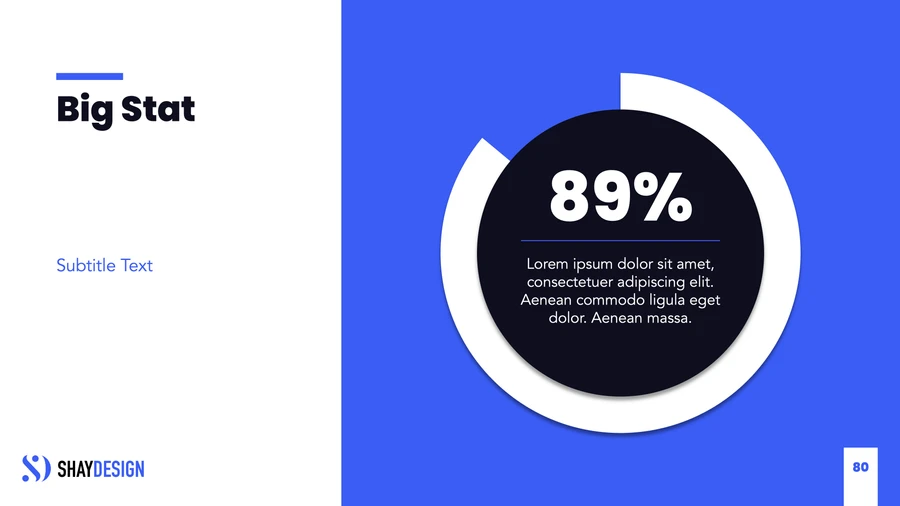 Big Stat
Subtitle Text
89%
Lorem ipsum dolor sit amet,
consectetuer adipiscing elit.
Aenean commodo ligula eget
dolor. Aenean massa.
SHAYDESIGN
80